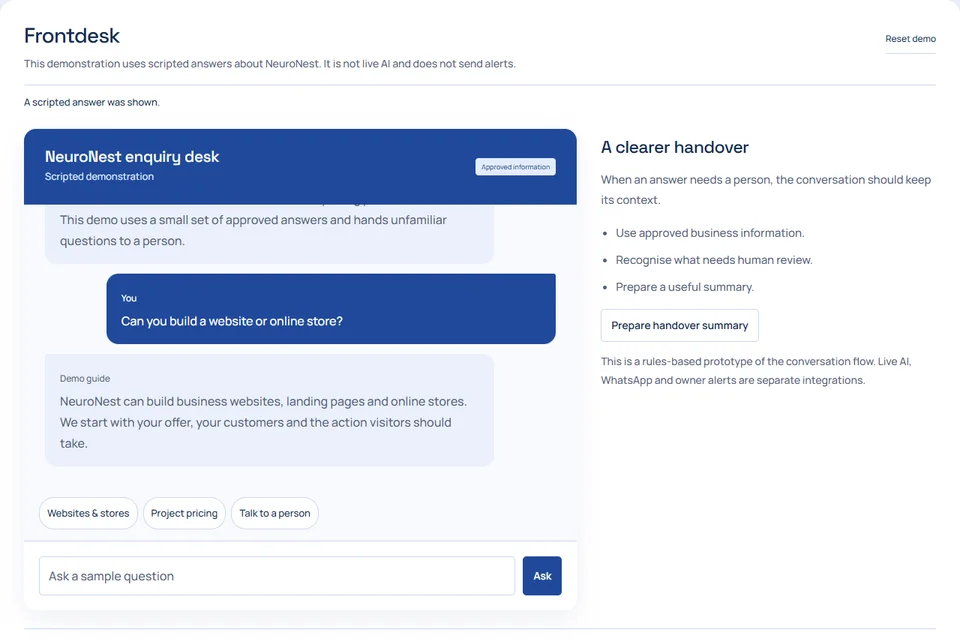 Frontdesk
Reset demo
This demonstration uses scripted answers about NeuroNest. It is not live AI and does not send alerts.
A scripted answer was shown.
NeuroNest enquiry desk
Scripted demonstration
Approved information
This demo uses a small set of approved answers and hands unfamiliar
questions to a person.
You
Can you build a website or online store?
Demo guide
NeuroNest can build business websites, landing pages and online stores.
We start with your offer, your customers and the action visitors should
take.
Websites & stores
Project pricing
Talk to a person
Ask a sample question
Ask
A clearer handover
When an answer needs a person, the conversation should keep
its context.
• Use approved business information.
• Recognise what needs human review.
• Prepare a useful summary.
Prepare handover summary
This is a rules-based prototype of the conversation flow. Live AI,
WhatsApp and owner alerts are separate integrations.